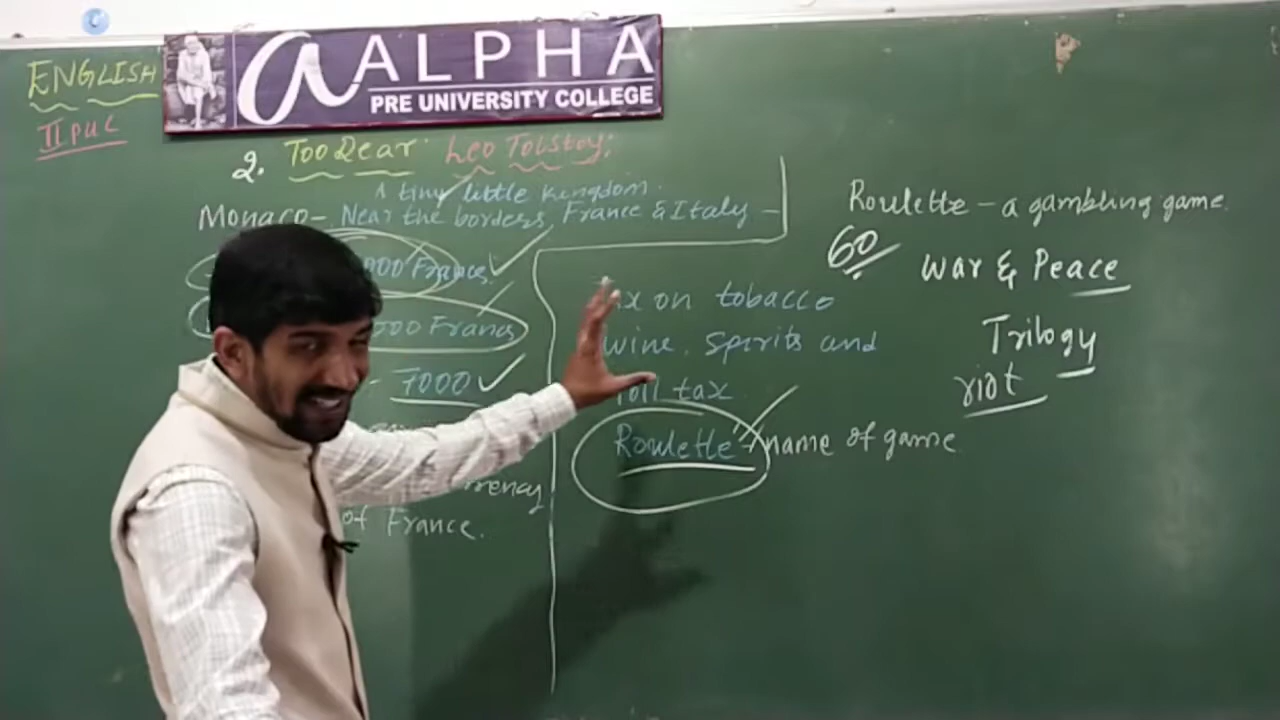 ENGLISH
II PUC
a ALPHA
PRE UNIVERSITY COLLEGE
2. Too Dear Leo Tolstoy:
A tiny little kingdom.
Monaco- Near the borders, France & Italy -
000 Francs.
000 Francs
- 7000
rrency
of France.
x on tobacco
wine, spirits and
Toll tax
Roulette - name of game
Roulette - a gambling game.
60
War & Peace
Trilogy
riot